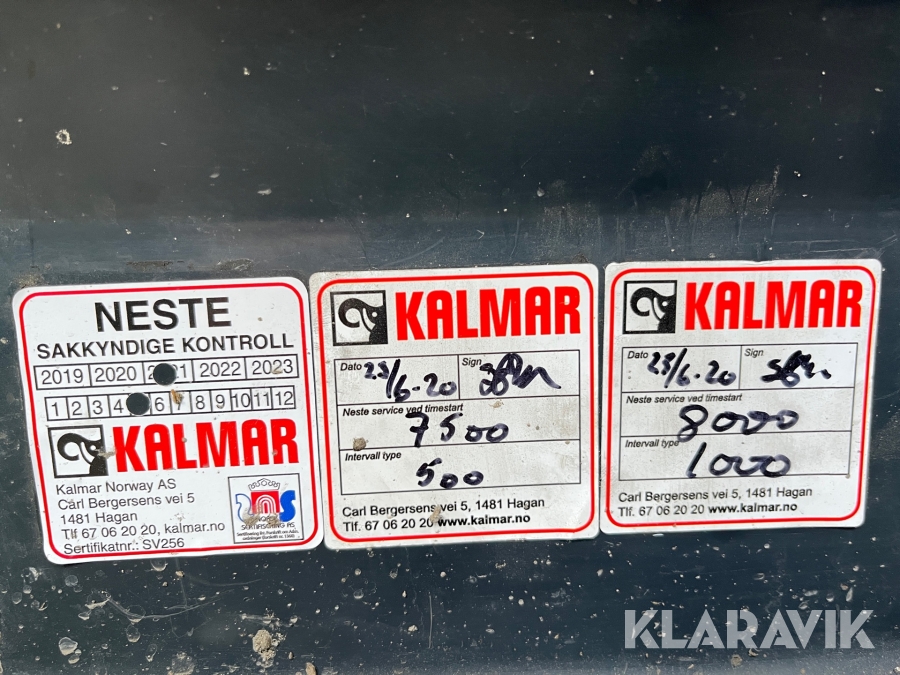 NESTE
SAKKYNDIGE KONTROLL
2019 2020 2021 2022 2023
1 2 3 4 6 7 8 9 10 11 12
KALMAR
Kalmar Norway AS
Carl Bergersens vei 5
1481 Hagan
Tlf 67 06 20 20, kalmar.no
Sertifikatnr.: SV256
KALMAR
Dato 23/6-20 Sign
Neste service ved timestart
7500
Intervall type
500
Carl Bergersens vei 5, 1481 Hagan
Tlf. 67 06 20 20 www.kalmar.no
KALMAR
Dato 23/6-20 Sign
Neste service ved timestart
8000
Intervall type
1000
Carl Bergersens vei 5, 1481 Hagan
Tlf. 67 06 20 20 www.kalmar.no
KLARAVIK